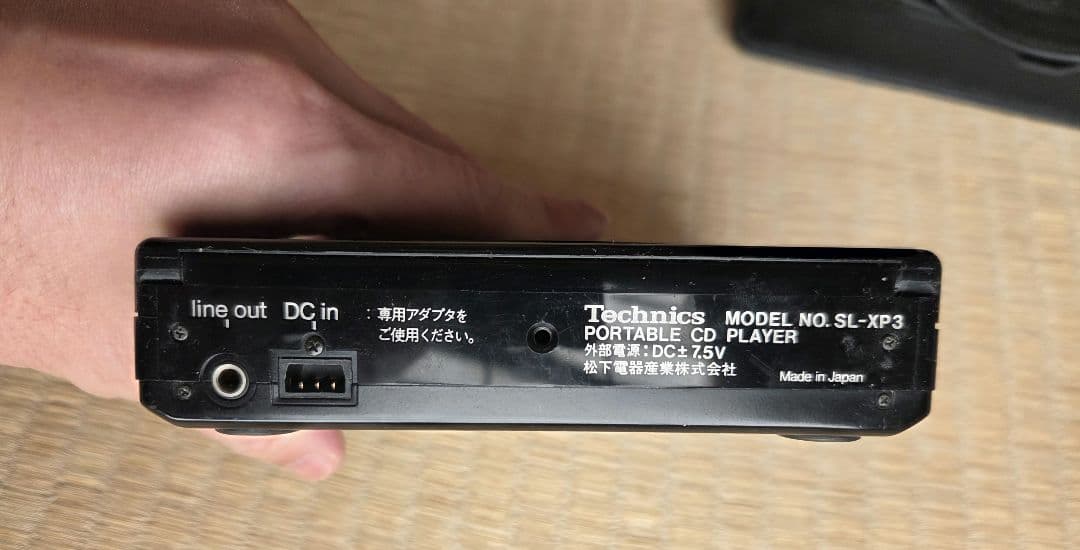 line out DC in : 専用アダプタを
ご使用ください。
Technics MODEL NO. SL-XP3
PORTABLE CD PLAYER
外部電源：DC±7.5V
松下電器産業株式会社
Made in Japan